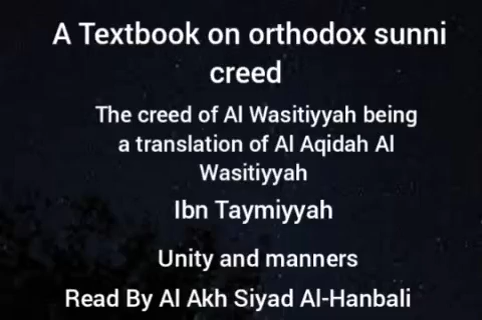 A Textbook on orthodox sunni
creed
The creed of Al Wasitiyyah being
a translation of Al Aqidah Al
Wasitiyyah
Ibn Taymiyyah
Unity and manners
Read By Al Akh Siyad Al-Hanbali